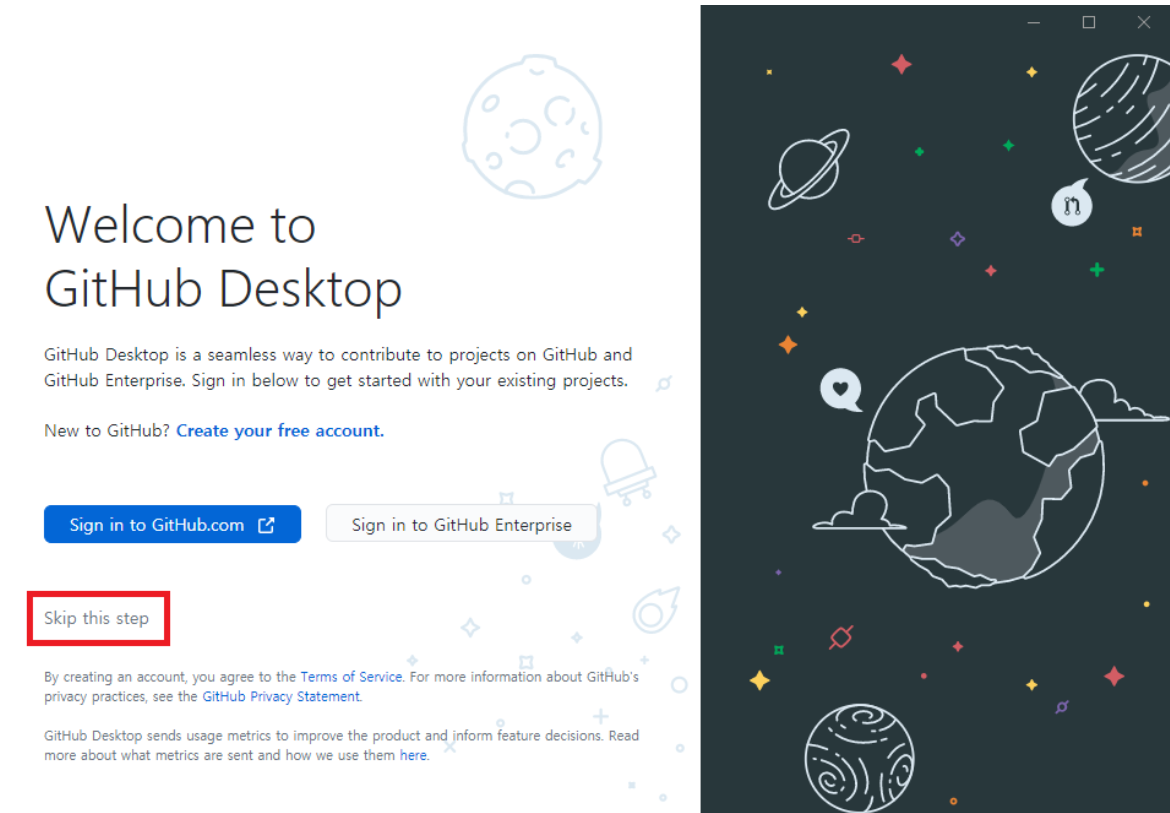 Welcome to
GitHub Desktop
GitHub Desktop is a seamless way to contribute to projects on GitHub and
GitHub Enterprise. Sign in below to get started with your existing projects.
New to GitHub? Create your free account.
Sign in to GitHub.com
Sign in to GitHub Enterprise
Skip this step
By creating an account, you agree to the Terms of Service. For more information about GitHub's
privacy practices, see the GitHub Privacy Statement.
GitHub Desktop sends usage metrics to improve the product and inform feature decisions. Read
more about what metrics are sent and how we use them here.